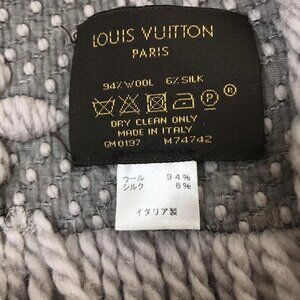 LOUIS VUITTON
PARIS
94% WOOL 6% SILK
P
DRY CLEAN ONLY
MADE IN ITALY
GM0197 M74742
ウール 94%
シルク 6%
イタリア製